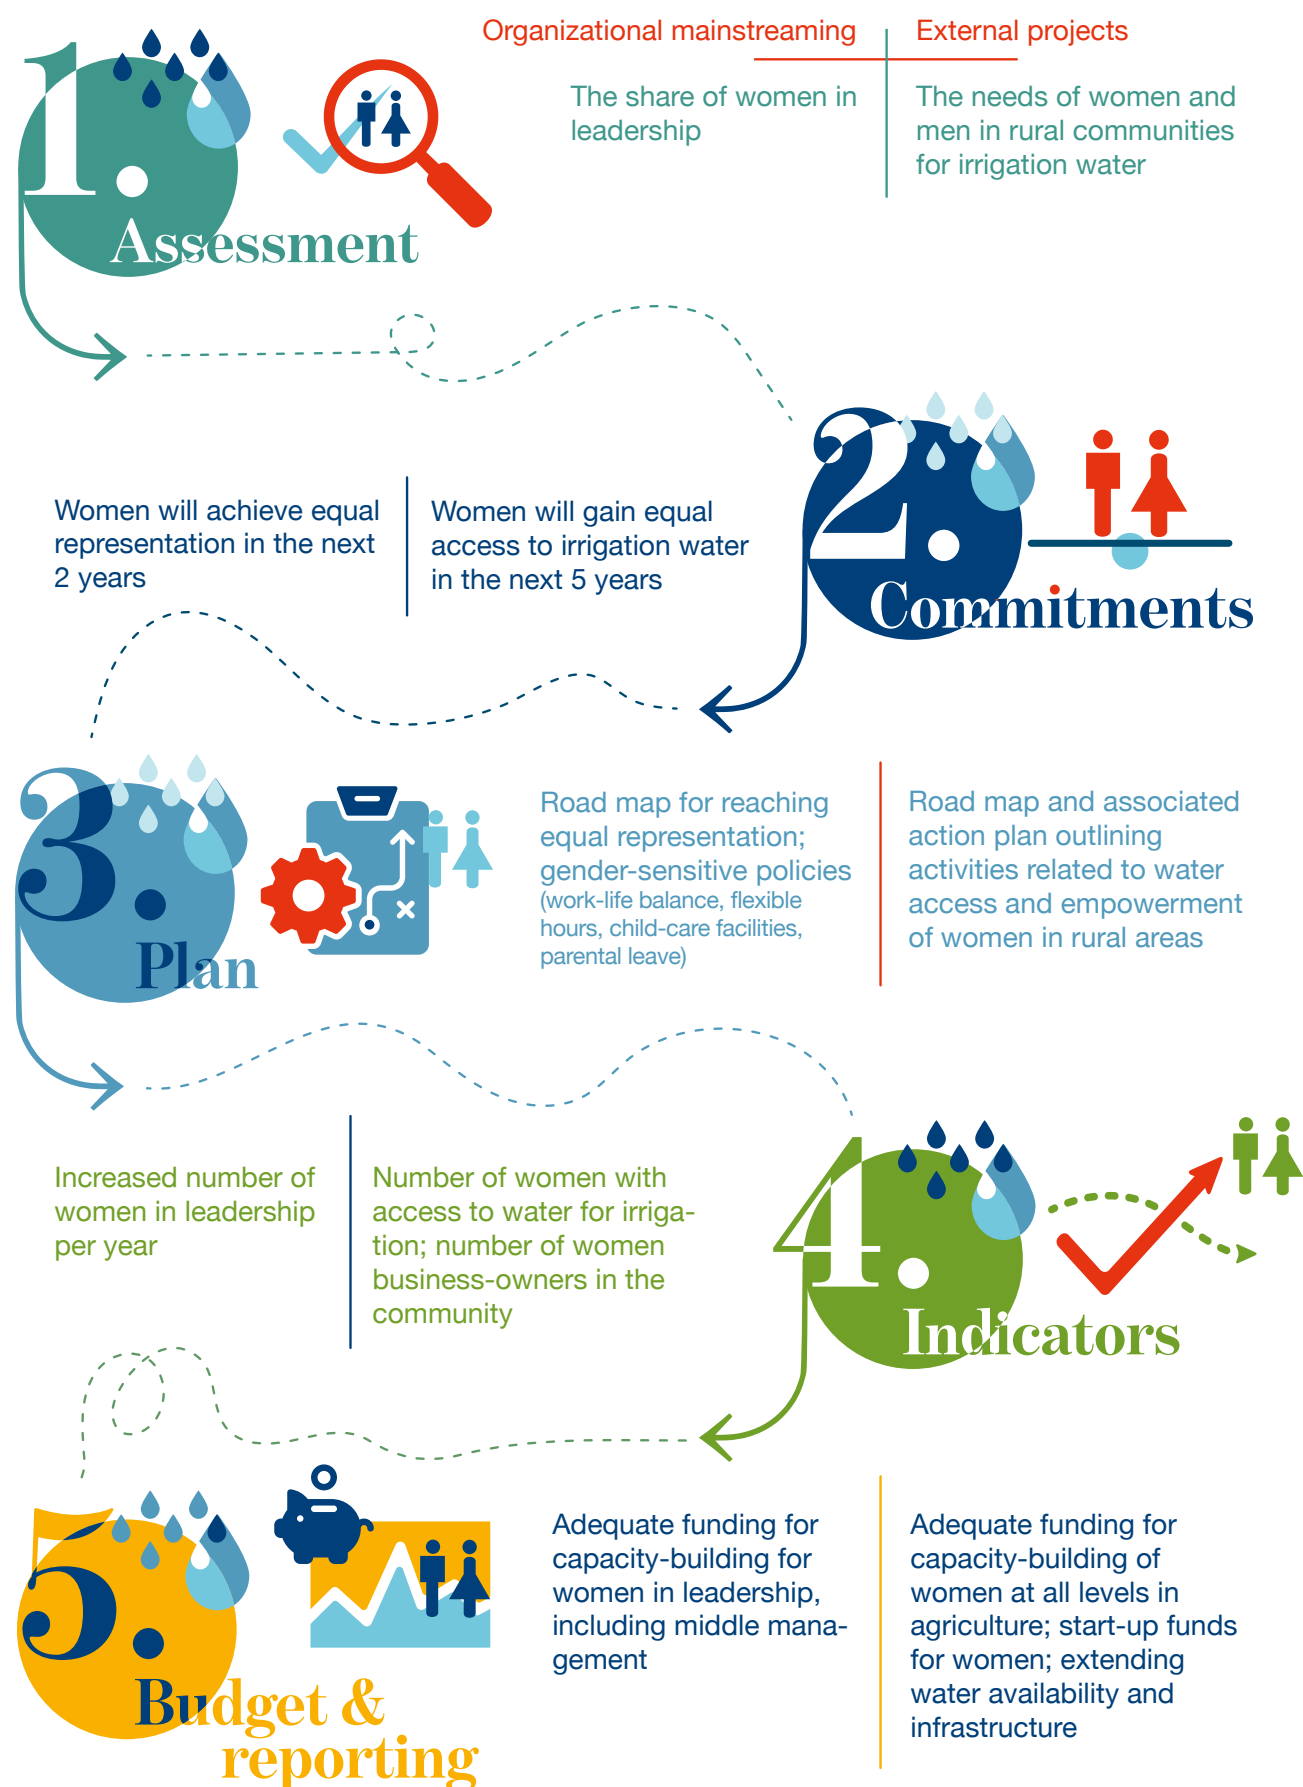 Organizational mainstreaming
External projects
1.
Assessment
The share of women in
leadership
The needs of women and
men in rural communities
for irrigation water
2.
Commitments
Women will achieve equal
representation in the next
2 years
Women will gain equal
access to irrigation water
in the next 5 years
3.
Plan
Road map for reaching
equal representation;
gender-sensitive policies
(work-life balance, flexible
hours, child-care facilities,
parental leave)
Road map and associated
action plan outlining
activities related to water
access and empowerment
of women in rural areas
4.
Indicators
Increased number of
women in leadership
per year
Number of women with
access to water for irriga-
tion; number of women
business-owners in the
community
5.
Budget &
reporting
Adequate funding for
capacity-building for
women in leadership,
including middle mana-
gement
Adequate funding for
capacity-building of
women at all levels in
agriculture; start-up funds
for women; extending
water availability and
infrastructure